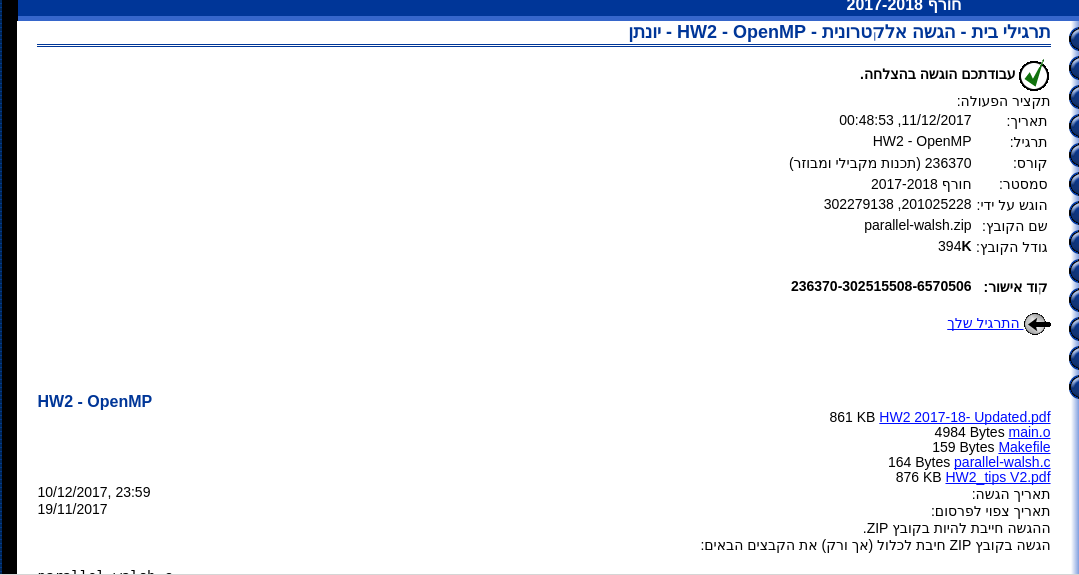 חורף 2017-2018
תרגילי בית - הגשה אלקטרונית - HW2 - OpenMP - יונתן
עבודתכם הוגשה בהצלחה.
תקציר הפעולה:
תאריך: 11/12/2017, 00:48:53
תרגיל: HW2 - OpenMP
קורס: 236370 (תכנות מקבילי ומבוזר)
סמסטר: חורף 2017-2018
הוגש על ידי: 201025228, 302279138
שם הקובץ: parallel-walsh.zip
גודל הקובץ: 394K
קוד אישור: 236370-302515508-6570506
התרגיל שלך
HW2 - OpenMP
HW2 2017-18- Updated.pdf 861 KB
main.o 4984 Bytes
Makefile 159 Bytes
parallel-walsh.c 164 Bytes
HW2_tips V2.pdf 876 KB
תאריך הגשה: 10/12/2017, 23:59
תאריך צפוי לפרסום: 19/11/2017
ההגשה חייבת להיות בקובץ ZIP.
הגשה בקובץ ZIP חיבת לכלול (אך ורק) את הקבצים הבאים: